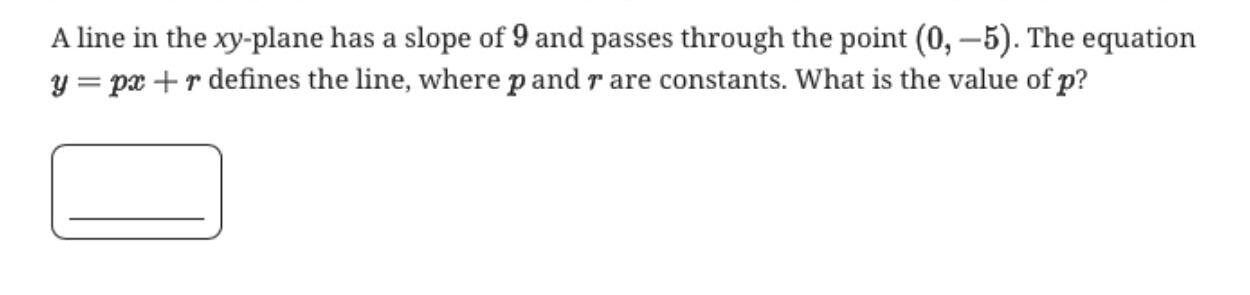 A line in the xy-plane has a slope of 9 and passes through the point (0, −5). The equation
y = px + r defines the line, where p and r are constants. What is the value of p?